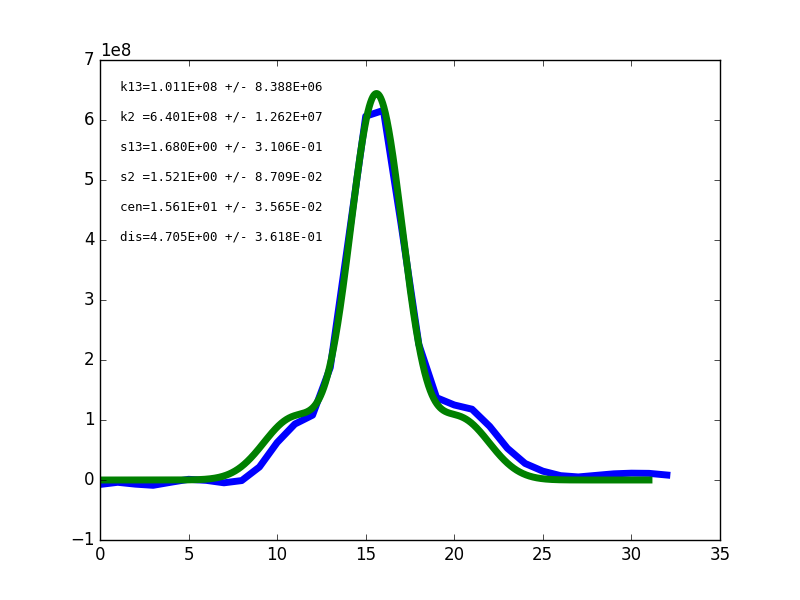 1e8
7
6
5
4
3
2
1
0
−1
k13=1.011E+08 +/- 8.388E+06
k2 =6.401E+08 +/- 1.262E+07
s13=1.680E+00 +/- 3.106E-01
s2 =1.521E+00 +/- 8.709E-02
cen=1.561E+01 +/- 3.565E-02
dis=4.705E+00 +/- 3.618E-01
0 5 10 15 20 25 30 35